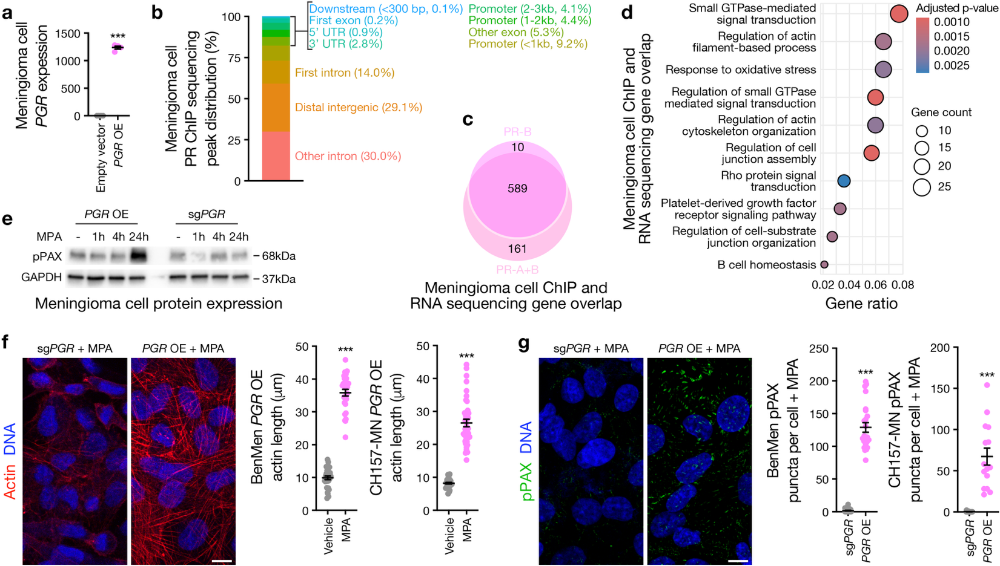 a
Meningioma cell
PGR expession
1500
1000
500
0
***
Empty vector
PGR OE
b
Meningioma cell
PR ChIP sequencing
peak distribution (%)
100
75
50
25
0
Downstream (<300 bp, 0.1%)
First exon (0.2%)
5' UTR (0.9%)
3' UTR (2.8%)
Promoter (2-3kb, 4.1%)
Promoter (1-2kb, 4.4%)
Other exon (5.3%)
Promoter (<1kb, 9.2%)
First intron (14.0%)
Distal intergenic (29.1%)
Other intron (30.0%)
c
PR-B
10
589
161
PR-A+B
Meningioma cell ChIP and
RNA sequencing gene overlap
d
Meningioma cell ChIP and
RNA sequencing gene overlap
Small GTPase-mediated
signal transduction
Regulation of actin
filament-based process
Response to oxidative stress
Regulation of small GTPase
mediated signal transduction
Regulation of actin
cytoskeleton organization
Regulation of cell
junction assembly
Rho protein signal
transduction
Platelet-derived growth factor
receptor signaling pathway
Regulation of cell-substrate
junction organization
B cell homeostasis
0.02 0.04 0.06 0.08
Gene ratio
Adjusted p-value
0.0010
0.0015
0.0020
0.0025
Gene count
10
15
20
25
e
PGR OE
sgPGR
MPA - 1h 4h 24h - 1h 4h 24h
pPAX
68kDa
GAPDH
37kDa
Meningioma cell protein expression
f
sgPGR + MPA
PGR OE + MPA
Actin DNA
BenMen PGR OE
actin length (μm)
50
40
30
20
10
0
***
Vehicle
MPA
CH157-MN PGR OE
actin length (μm)
50
40
30
20
10
0
***
Vehicle
MPA
g
sgPGR + MPA
PGR OE + MPA
pPAX DNA
BenMen pPAX
puncta per cell + MPA
250
200
150
100
50
0
***
sgPGR
PGR OE
CH157-MN pPAX
puncta per cell + MPA
200
150
100
50
0
***
sgPGR
PGR OE